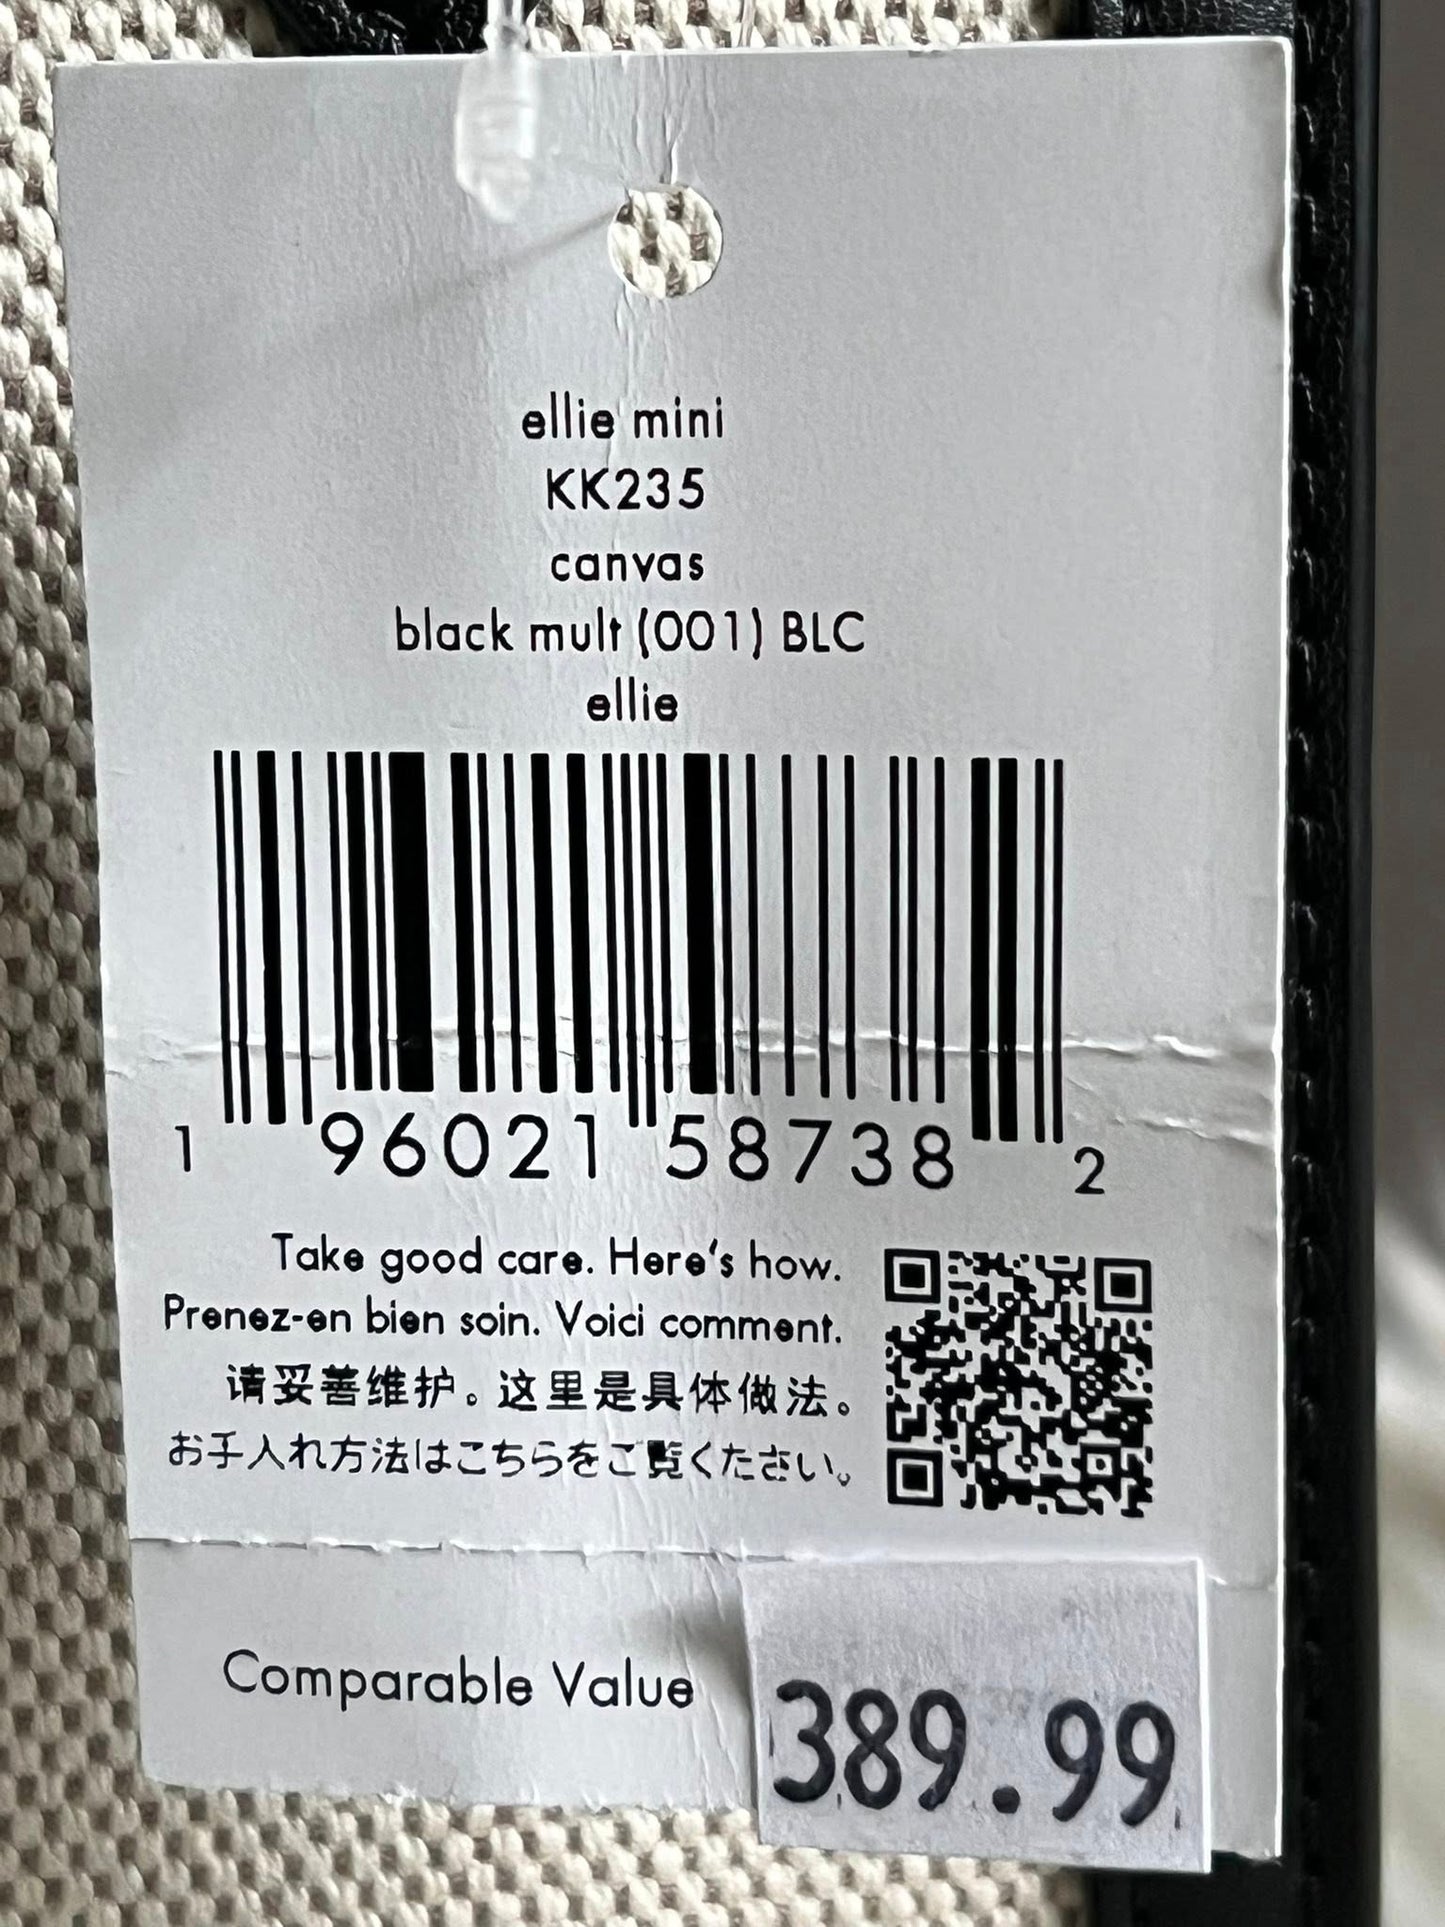 ellie mini
KK235
canvas
black mult (001) BLC
ellie
1 96021 58738 2
Take good care. Here's how.
Prenez-en bien soin. Voici comment.
请妥善维护。这里是具体做法。
お手入れ方法はこちらをご覧ください。
Comparable Value 389.99